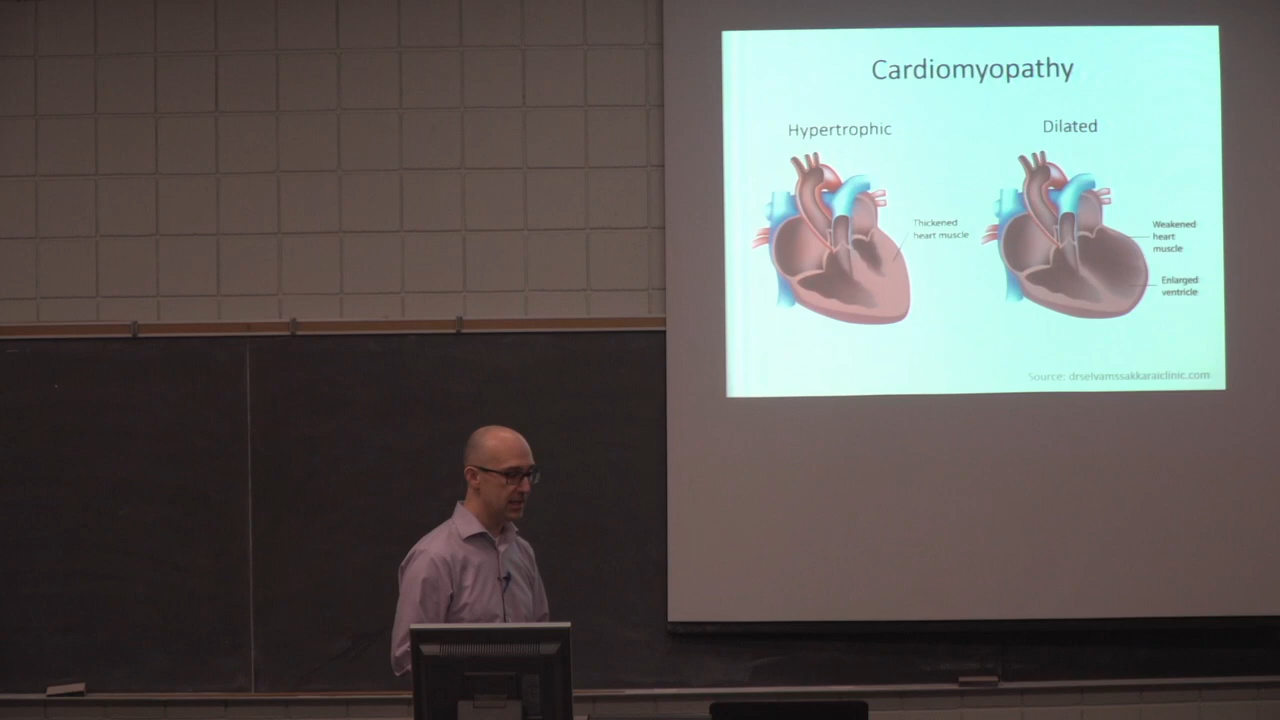 Cardiomyopathy
Hypertrophic
Dilated
Thickened
heart muscle
Weakened
heart
muscle
Enlarged
ventricle
Source: drselvamssakkaraiclinic.com